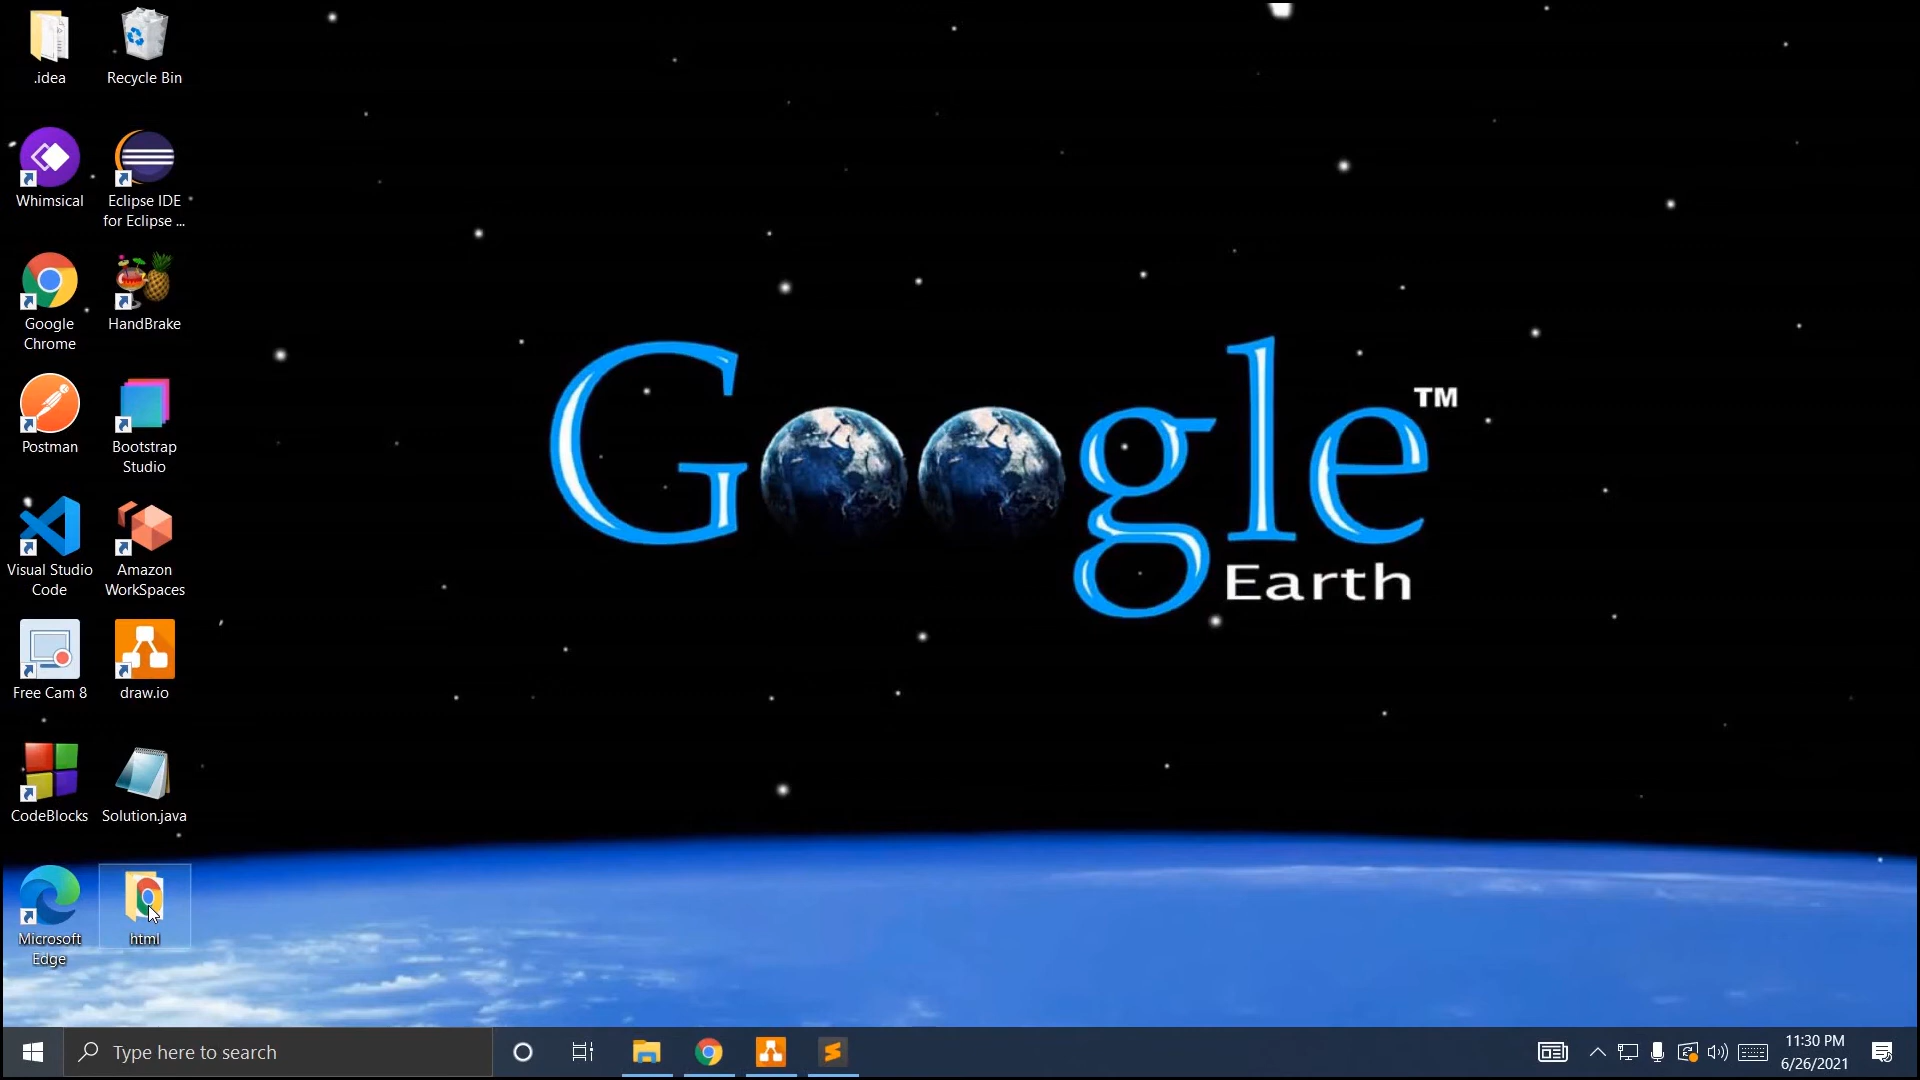 .idea
Recycle Bin
Whimsical
Eclipse IDE
for Eclipse ...
Google
Chrome
HandBrake
Postman
Bootstrap
Studio
Visual Studio
Code
Amazon
WorkSpaces
Free Cam 8
draw.io
CodeBlocks
Solution.java
Microsoft
Edge
html
Google™
Earth
Type here to search
11:30 PM
6/26/2021